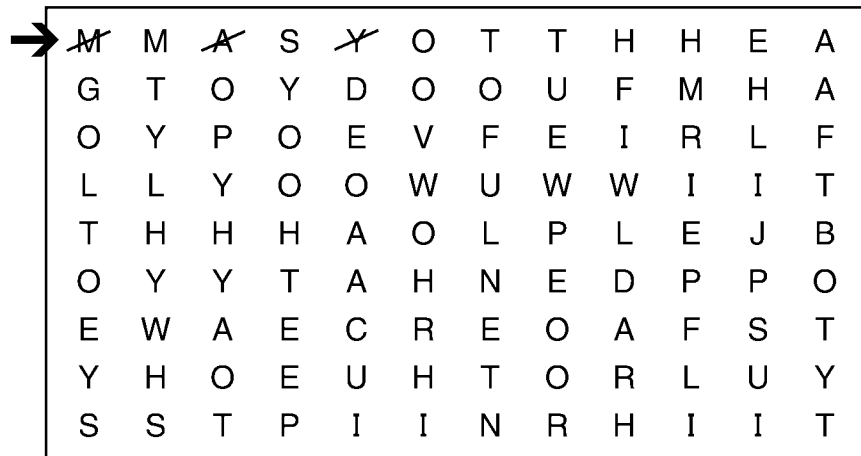 M M A S Y O T T H H E A
G T O Y D O O U F M H A
O Y P O E V F E I R L F
L L Y O O W U W W I I T
T H H H A O L P L E J B
O Y Y T A H N E D P P O
E W A E C R E O A F S T
Y H O E U H T O R L U Y
S S T P I I N R H I I T